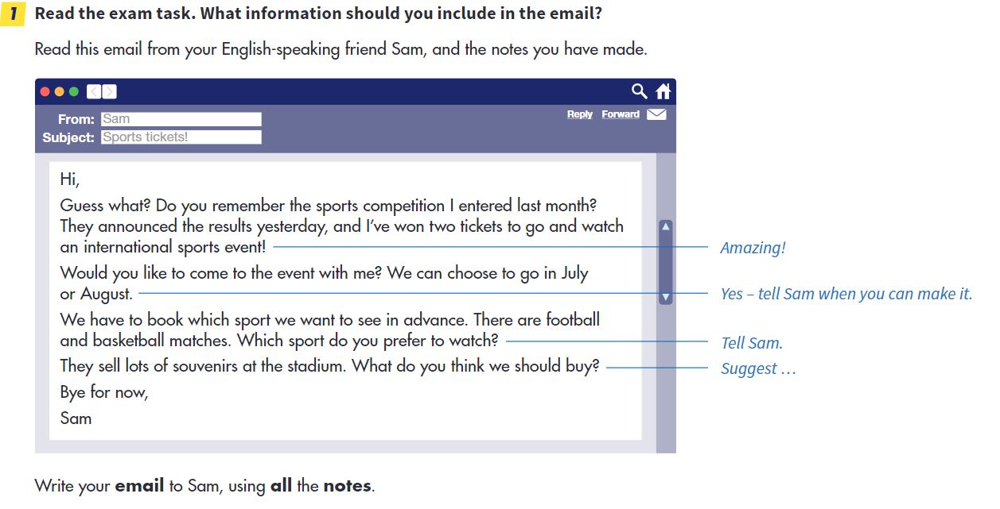 1 Read the exam task. What information should you include in the email?
Read this email from your English-speaking friend Sam, and the notes you have made.
Reply Forward
From: Sam
Subject: Sports tickets!
Hi,
Guess what? Do you remember the sports competition I entered last month?
They announced the results yesterday, and I've won two tickets to go and watch
an international sports event!
Amazing!
Would you like to come to the event with me? We can choose to go in July
or August.
Yes – tell Sam when you can make it.
We have to book which sport we want to see in advance. There are football
and basketball matches. Which sport do you prefer to watch?
Tell Sam.
They sell lots of souvenirs at the stadium. What do you think we should buy?
Suggest ...
Bye for now,
Sam
Write your email to Sam, using all the notes.